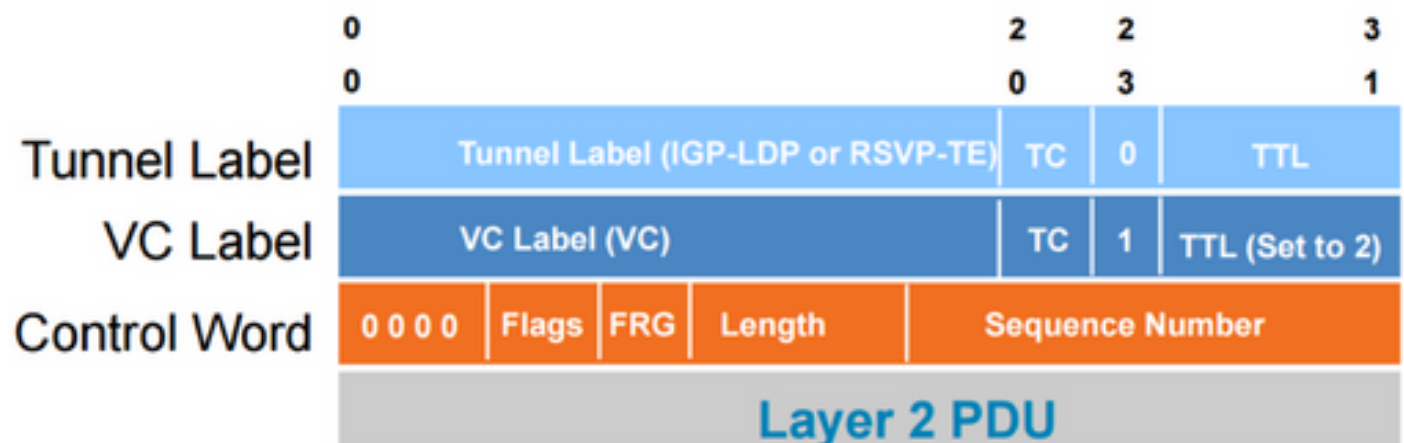 0 2 2 3
0 0 3 1
Tunnel Label Tunnel Label (IGP-LDP or RSVP-TE) TC 0 TTL
VC Label VC Label (VC) TC 1 TTL (Set to 2)
Control Word 0 0 0 0 Flags FRG Length Sequence Number
Layer 2 PDU